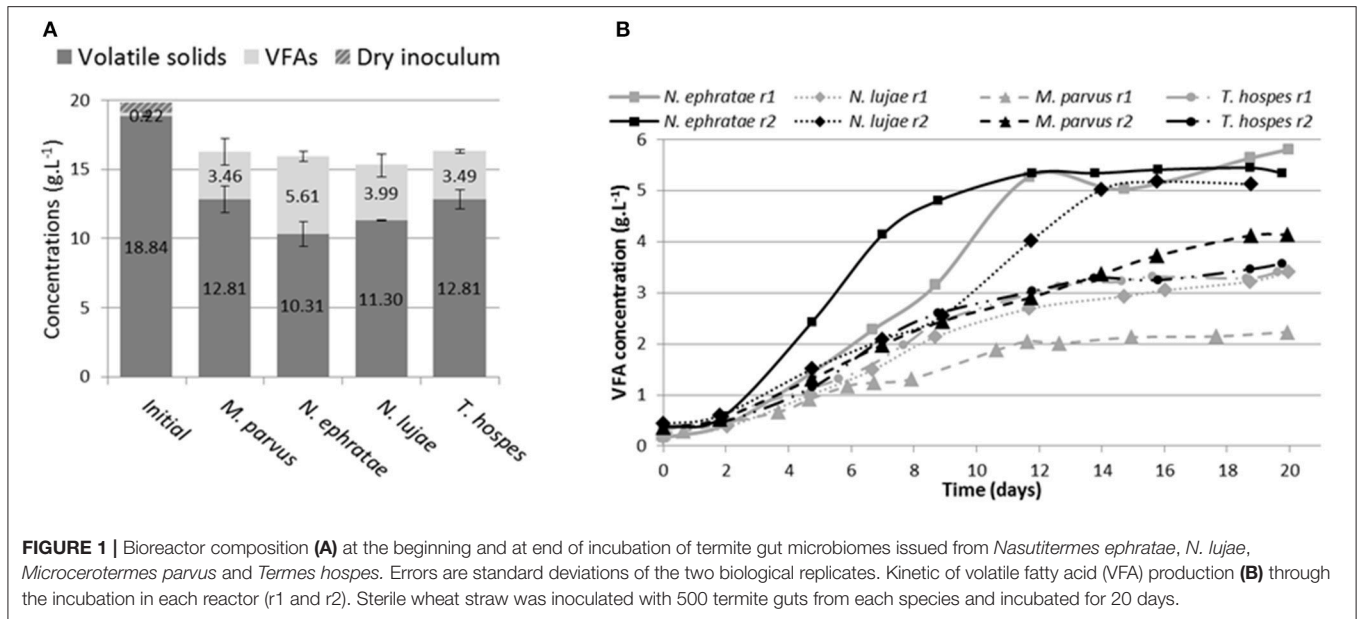 A
Volatile solids VFAs Dry inoculum
Concentrations (g.L-1)
20
15
10
5
0
0.22
18.84
3.46
12.81
5.61
10.31
3.99
11.30
3.49
12.81
Initial
M. parvus
N. ephratae
N. lujae
T. hospes
B
N. ephratae r1 N. lujae r1 M. parvus r1 T. hospes r1
N. ephratae r2 N. lujae r2 M. parvus r2 T. hospes r2
VFA concentration (g.L-1)
6
5
4
3
2
1
0
0 2 4 6 8 10 12 14 16 18 20
Time (days)
FIGURE 1 | Bioreactor composition (A) at the beginning and at end of incubation of termite gut microbiomes issued from Nasutitermes ephratae, N. lujae,
Microcerotermes parvus and Termes hospes. Errors are standard deviations of the two biological replicates. Kinetic of volatile fatty acid (VFA) production (B) through
the incubation in each reactor (r1 and r2). Sterile wheat straw was inoculated with 500 termite guts from each species and incubated for 20 days.